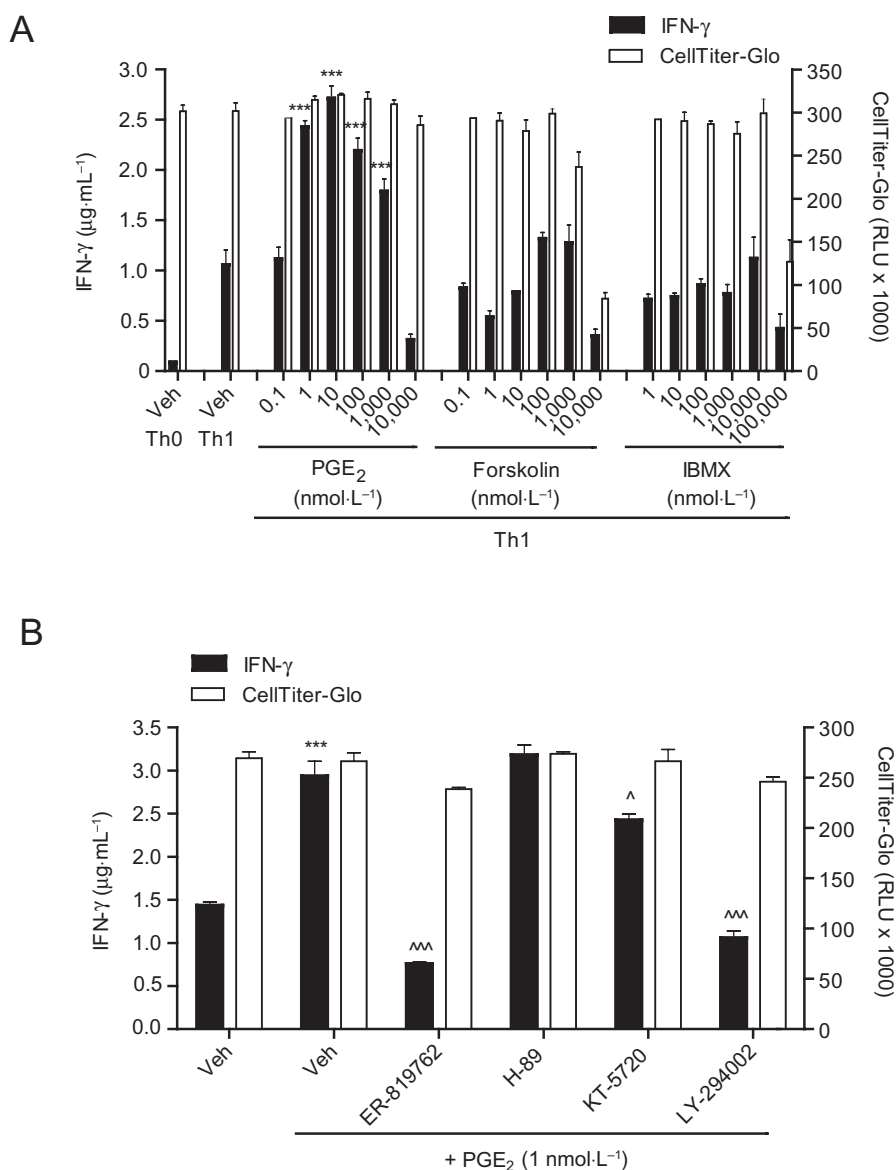 A
IFN-γ
CellTiter-Glo
3.0
2.5
2.0
1.5
1.0
0.5
0
IFN-γ (µg·mL⁻¹)
350
300
250
200
150
100
50
0
CellTiter-Glo (RLU x 1000)
***
***
***
***
Veh
Veh
0.1
1
10
100
1,000
10,000
0.1
1
10
100
1,000
10,000
1
10
100
1,000
10,000
100,000
Th0
Th1
PGE₂
(nmol·L⁻¹)
Forskolin
(nmol·L⁻¹)
IBMX
(nmol·L⁻¹)
Th1
B
IFN-γ
CellTiter-Glo
3.5
3.0
2.5
2.0
1.5
1.0
0.5
0.0
IFN-γ (µg·mL⁻¹)
300
250
200
150
100
50
0
CellTiter-Glo (RLU x 1000)
***
^^^
^
^^^
Veh
Veh
ER-819762
H-89
KT-5720
LY-294002
+ PGE₂ (1 nmol·L⁻¹)